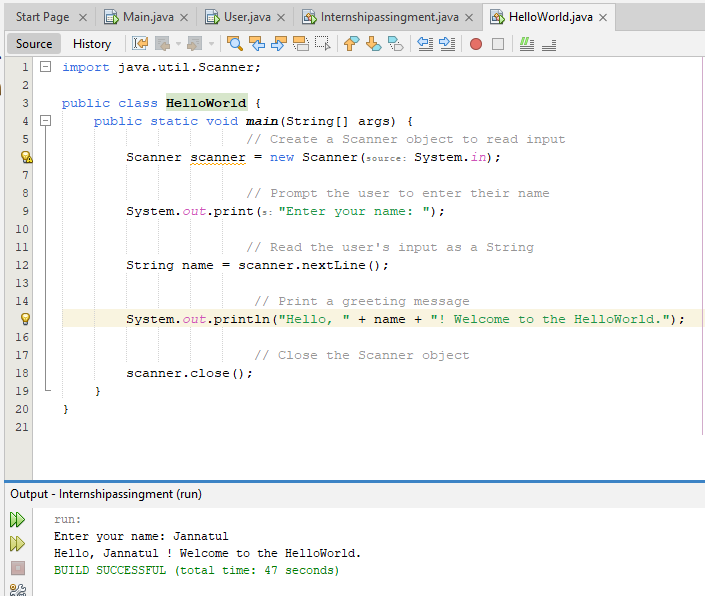 Start Page Main.java User.java Internshipassingment.java HelloWorld.java
Source History
1 import java.util.Scanner;
2
3 public class HelloWorld {
4 public static void main(String[] args) {
5 // Create a Scanner object to read input
Scanner scanner = new Scanner(source: System.in);
7
8 // Prompt the user to enter their name
9 System.out.print(s: "Enter your name: ");
10
11 // Read the user's input as a String
12 String name = scanner.nextLine();
13
14 // Print a greeting message
System.out.println("Hello, " + name + "! Welcome to the HelloWorld.");
16
17 // Close the Scanner object
18 scanner.close();
19 }
20 }
21
Output - Internshipassingment (run)
run:
Enter your name: Jannatul
Hello, Jannatul ! Welcome to the HelloWorld.
BUILD SUCCESSFUL (total time: 47 seconds)